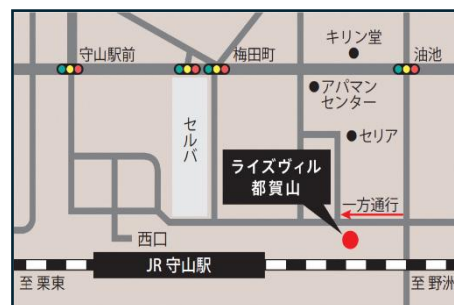 キリン堂
守山駅前
梅田町
油池
アパマン
センター
セルバ
セリア
ライズヴィル
都賀山
一方通行
西口
JR 守山駅
至 栗東
至 野洲